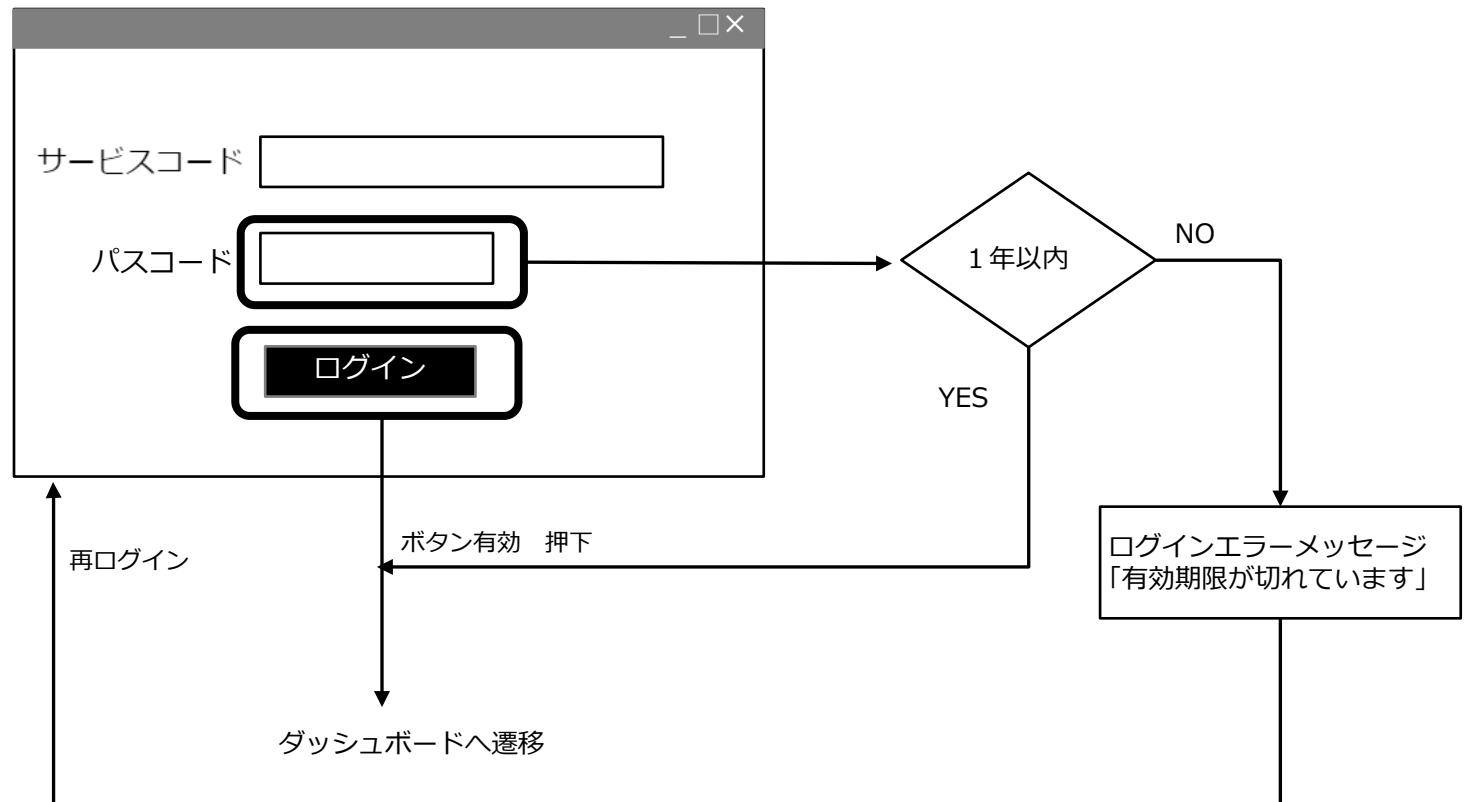 サービスコード
パスコード
ログイン
1年以内
NO
YES
ボタン有効 押下
再ログイン
ログインエラーメッセージ
「有効期限が切れています」
ダッシュボードへ遷移